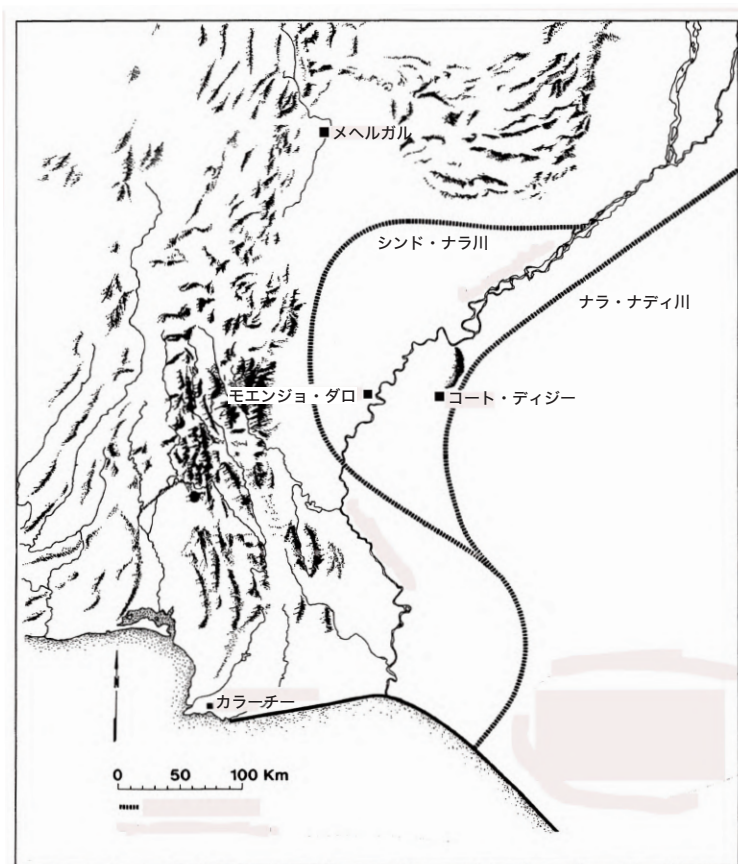 メヘルガル
シンド・ナラ川
ナラ・ナディ川
モエンジョ・ダロ
コート・ディジー
カラーチー
N
0 50 100 Km